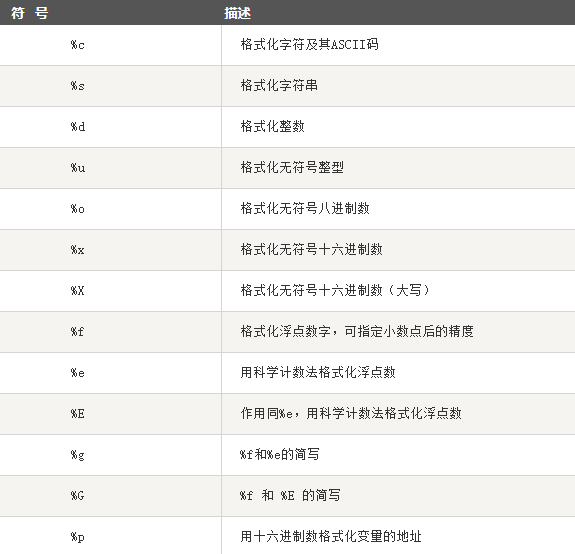 符 号 描述
%c 格式化字符及其ASCII码
%s 格式化字符串
%d 格式化整数
%u 格式化无符号整型
%o 格式化无符号八进制数
%x 格式化无符号十六进制数
%X 格式化无符号十六进制数（大写）
%f 格式化浮点数字，可指定小数点后的精度
%e 用科学计数法格式化浮点数
%E 作用同%e，用科学计数法格式化浮点数
%g %f和%e的简写
%G %f 和 %E 的简写
%p 用十六进制数格式化变量的地址